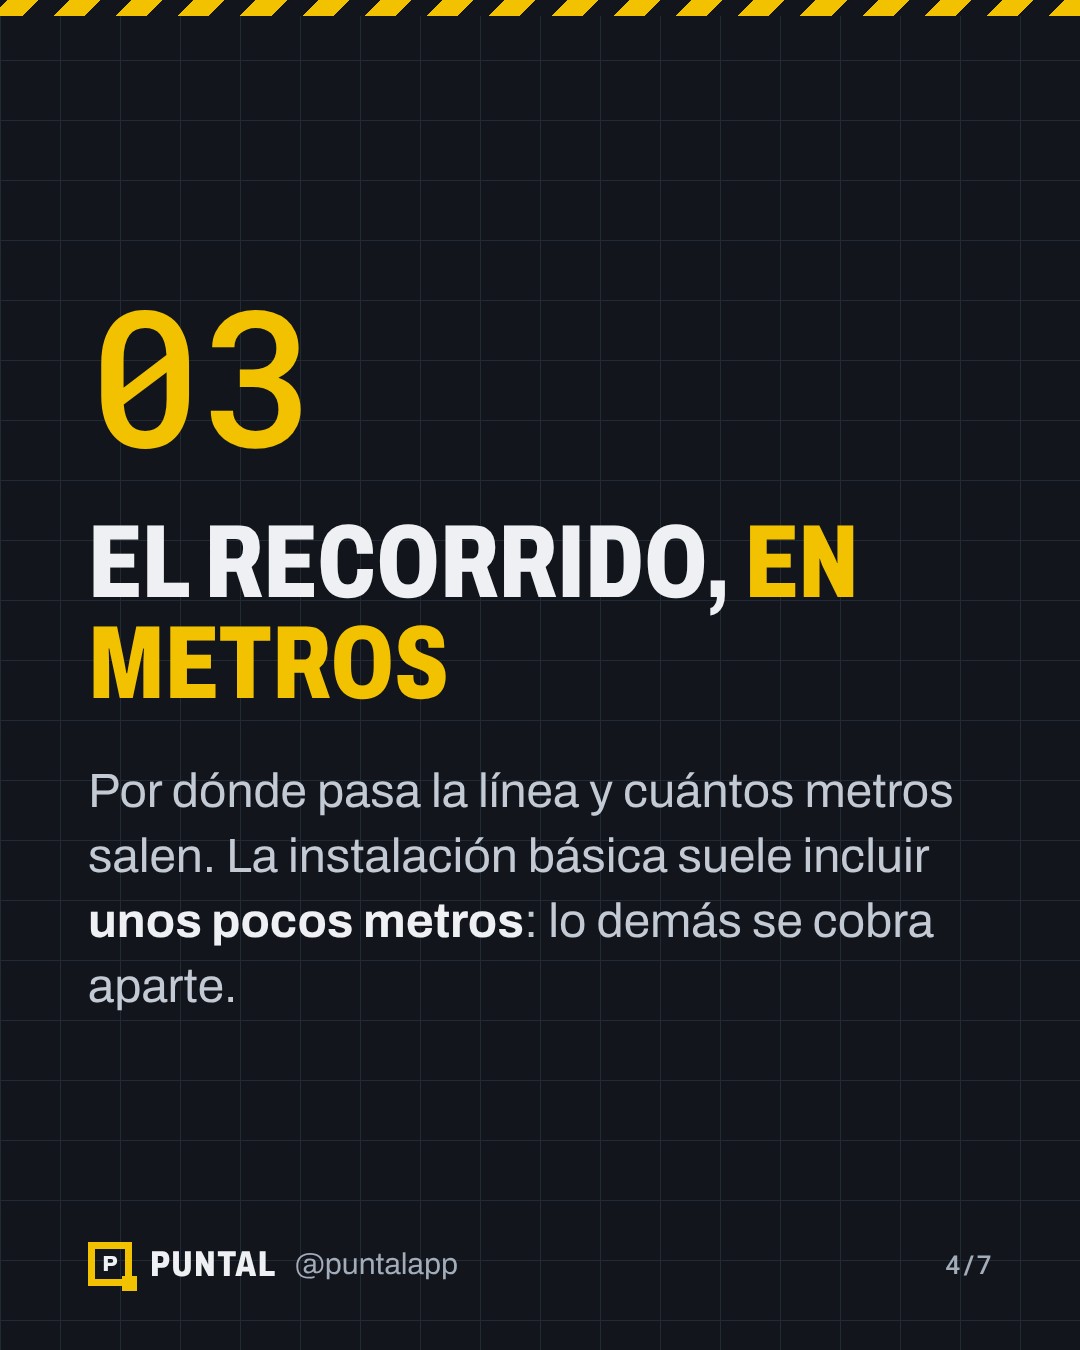 03
EL RECORRIDO, EN
METROS
Por dónde pasa la línea y cuántos metros
salen. La instalación básica suele incluir
unos pocos metros: lo demás se cobra
aparte.
P PUNTAL @puntalapp
4/7